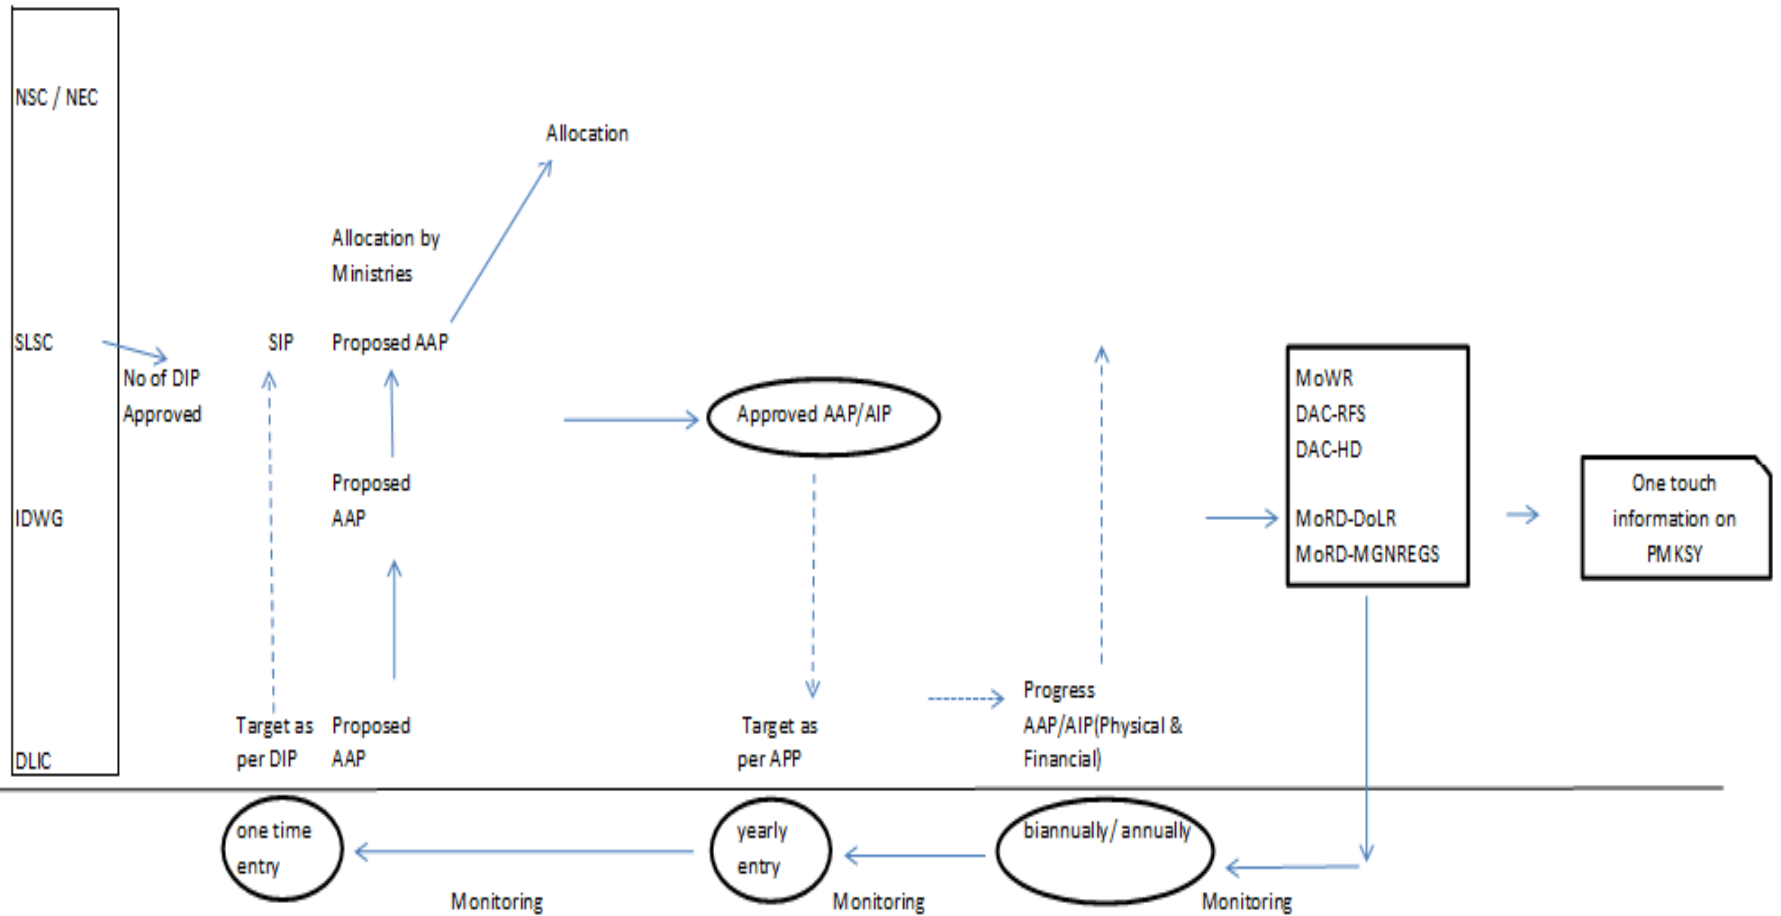 NSC / NEC
Allocation
Allocation by
Ministries
SLSC
SIP
Proposed AAP
No of DIP
Approved
Approved AAP/AIP
MoWR
DAC-RFS
DAC-HD
MoRD-DoLR
MoRD-MGNREGS
One touch
information on
PMKSY
IDWG
Proposed
AAP
DLIC
Target as
per DIP
Proposed
AAP
Target as
per APP
Progress
AAP/AIP(Physical &
Financial)
one time
entry
yearly
entry
biannually/ annually
Monitoring
Monitoring
Monitoring